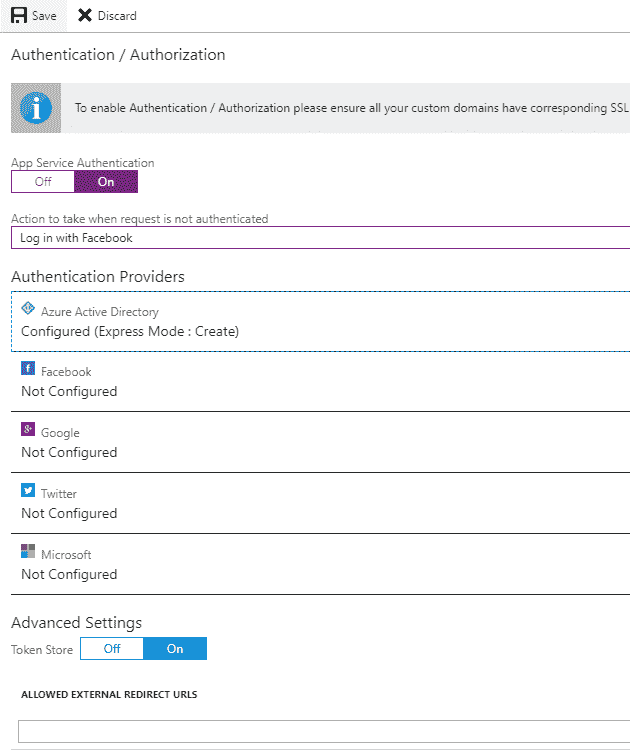 Save Discard
Authentication / Authorization
To enable Authentication / Authorization please ensure all your custom domains have corresponding SSL
App Service Authentication
Off On
Action to take when request is not authenticated
Log in with Facebook
Authentication Providers
Azure Active Directory
Configured (Express Mode : Create)
Facebook
Not Configured
Google
Not Configured
Twitter
Not Configured
Microsoft
Not Configured
Advanced Settings
Token Store Off On
ALLOWED EXTERNAL REDIRECT URLS